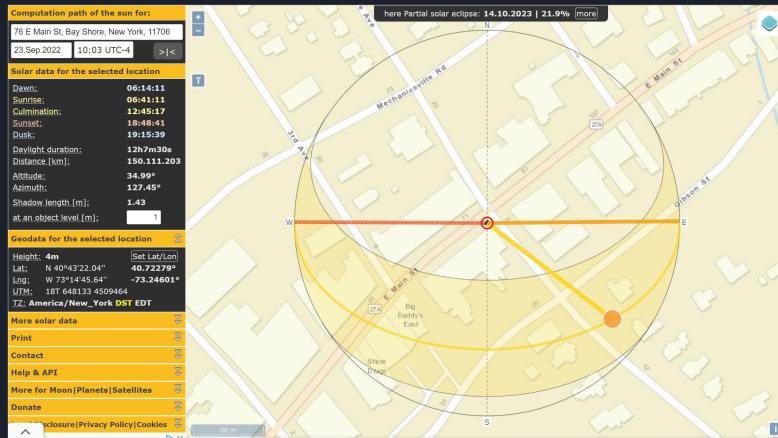 Computation path of the sun for:
76 E Main St, Bay Shore, New York, 11706
23.Sep.2022 10:03 UTC-4 >|<
Solar data for the selected location
Dawn: 06:14:11
Sunrise: 06:41:11
Culmination: 12:45:17
Sunset: 18:48:41
Dusk: 19:15:39
Daylight duration: 12h7m30s
Distance [km]: 150.111.203
Altitude: 34.99°
Azimuth: 127.45°
Shadow length [m]: 1.43
at an object level [m]: 1
Geodata for the selected location
Height: 4m Set Lat/Lon
Lat: N 40°43'22.04'' 40.72279°
Lng: W 73°14'45.64'' -73.24601°
UTM: 18T 648133 4509464
TZ: America/New_York DST EDT
More solar data
Print
Contact
Help & API
More for Moon|Planets|Satellites
Donate
Disclosure|Privacy Policy|Cookies
+
−
T
here Partial solar eclipse: 14.10.2023 | 21.9% more
N
Mechanicsville Rd
E Main St
3rd Ave
27A
Gibson St
W
E
E Main St
27A
Big
Daddy's
East
Shore
Drugs
S
50 m
i